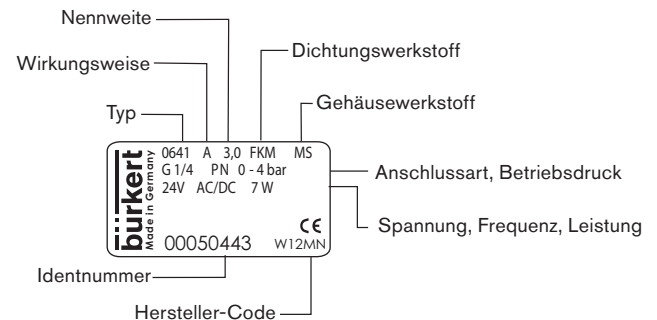 Nennweite
Wirkungsweise
Dichtungswerkstoff
Typ
Gehäusewerkstoff
0641 A 3,0 FKM MS
G 1/4 PN 0 - 4 bar
24V AC/DC 7 W
Anschlussart, Betriebsdruck
Spannung, Frequenz, Leistung
bürkert
Made in Germany
CE
00050443 W12MN
Identnummer
Hersteller-Code